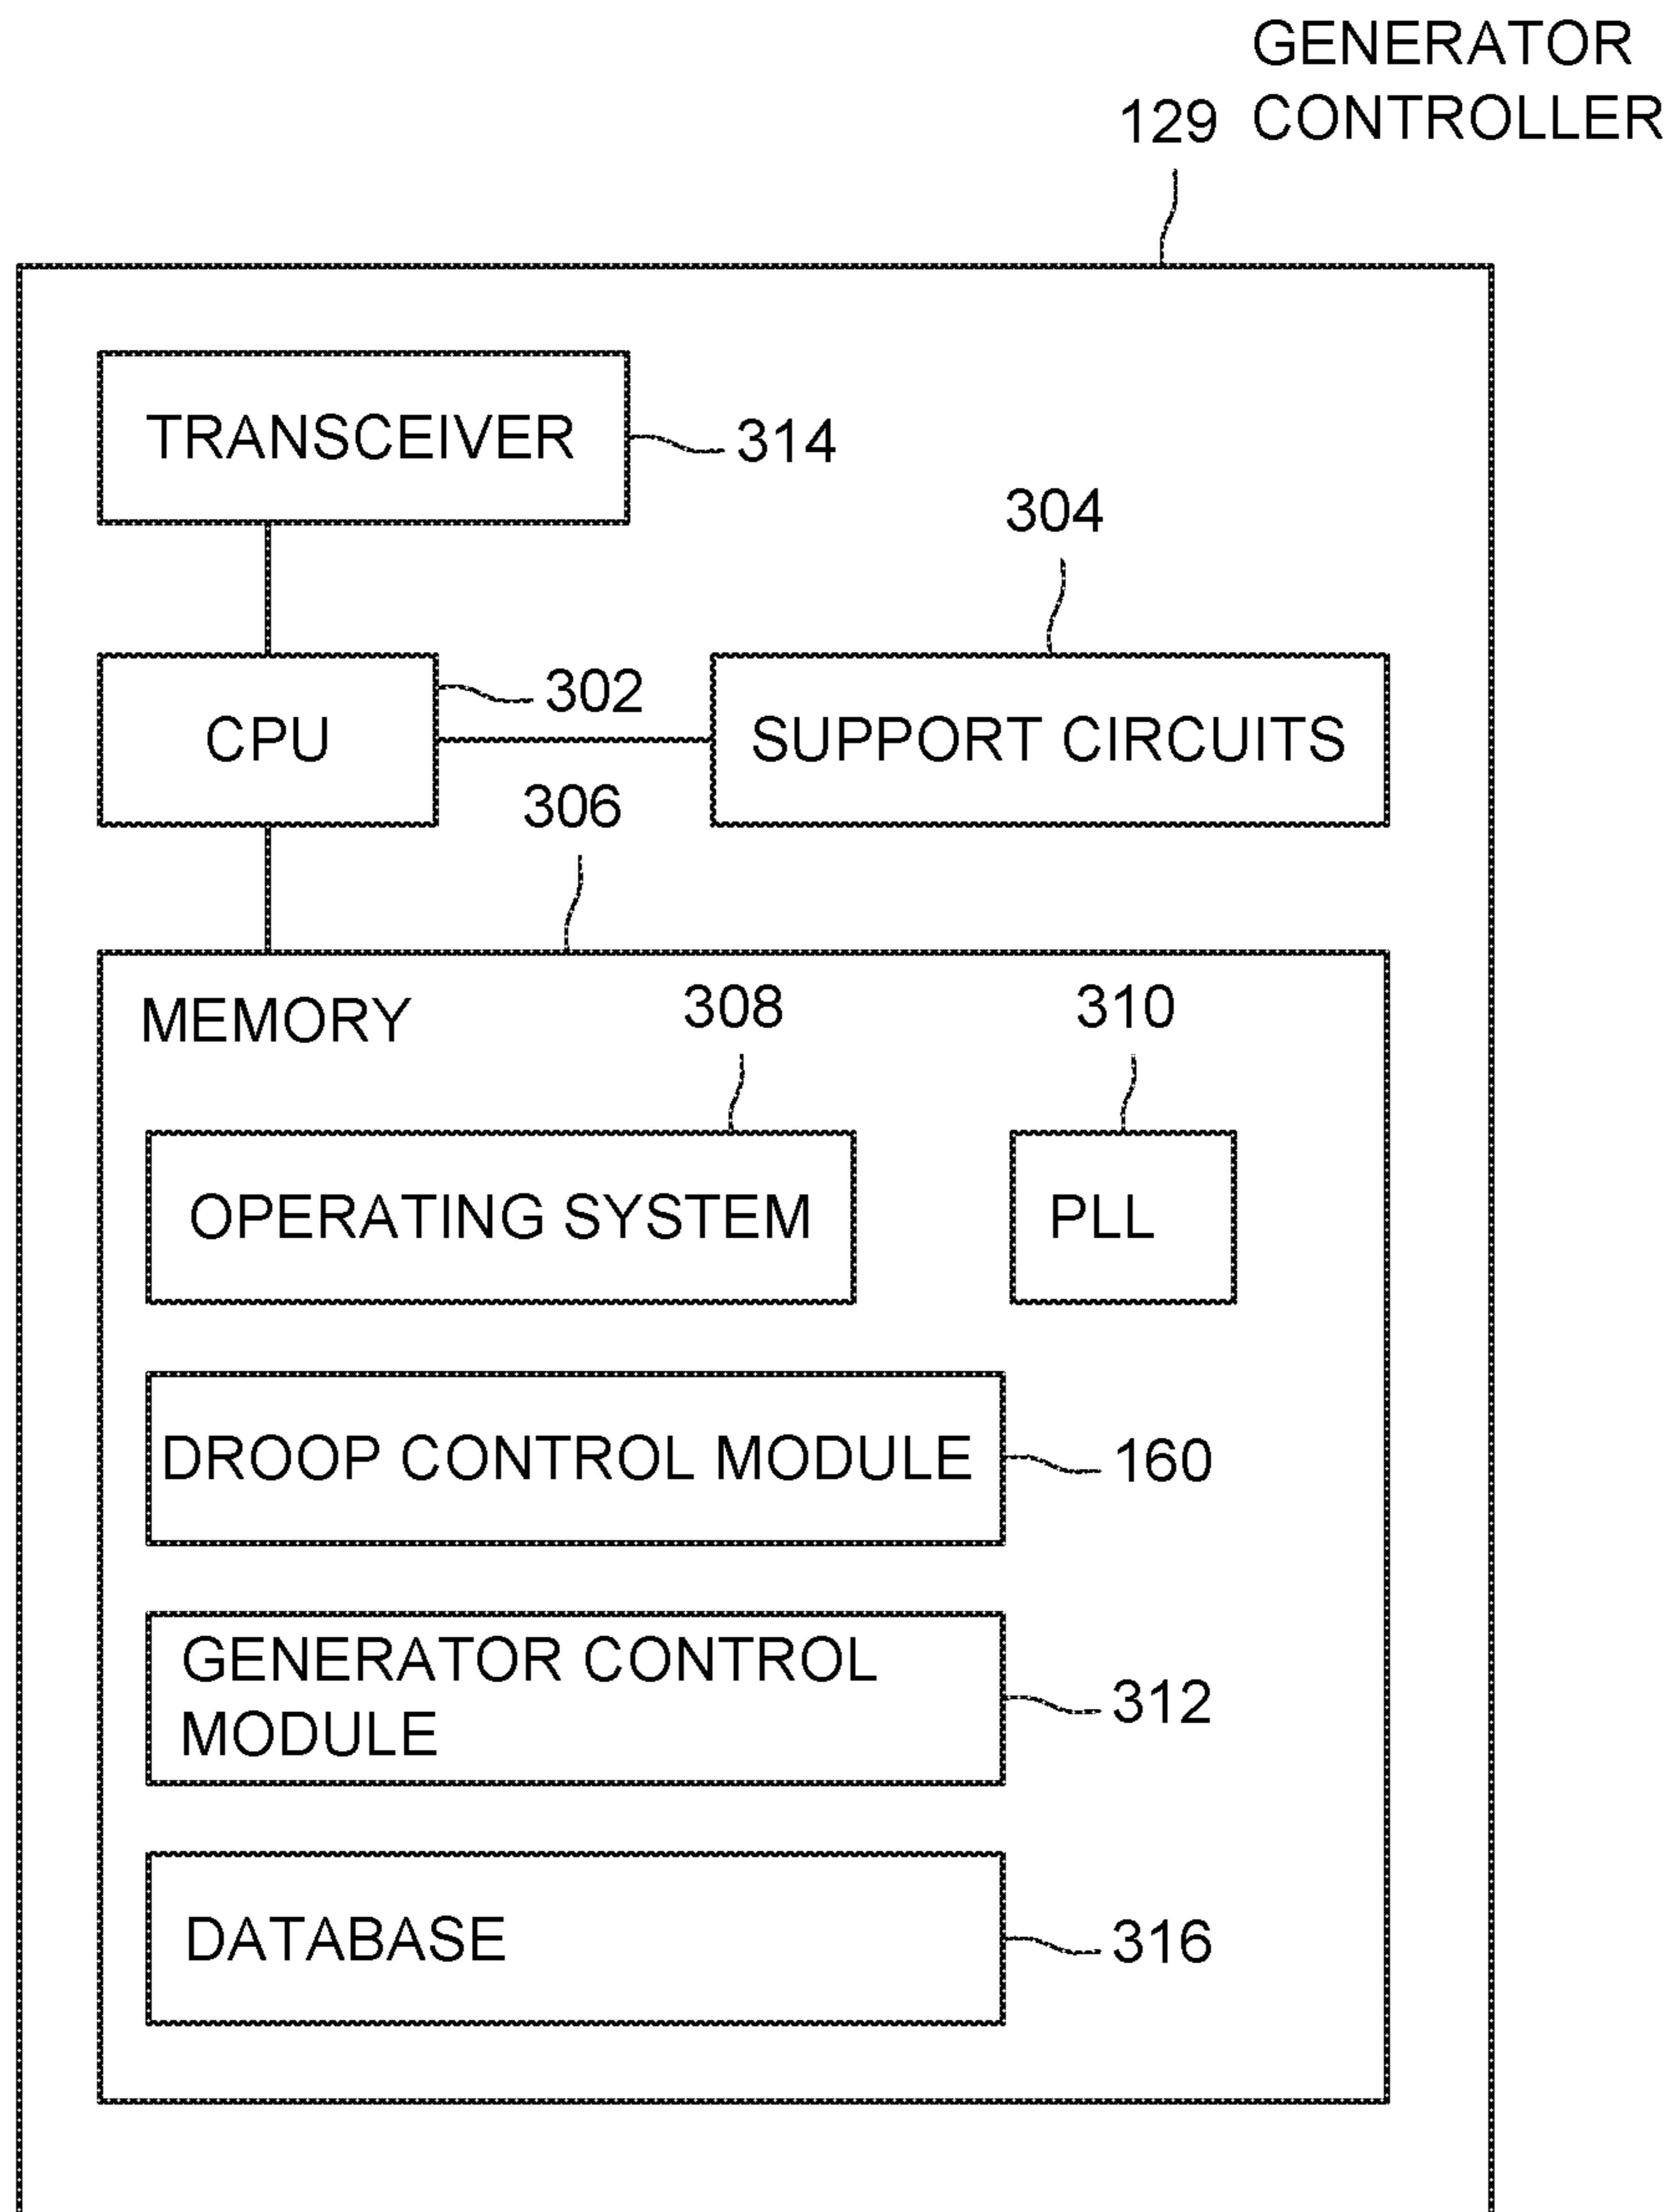 GENERATOR
129 CONTROLLER
TRANSCEIVER
314
304
302
CPU
SUPPORT CIRCUITS
306
MEMORY
308
310
OPERATING SYSTEM
PLL
DROOP CONTROL MODULE
160
GENERATOR CONTROL
MODULE
312
DATABASE
316